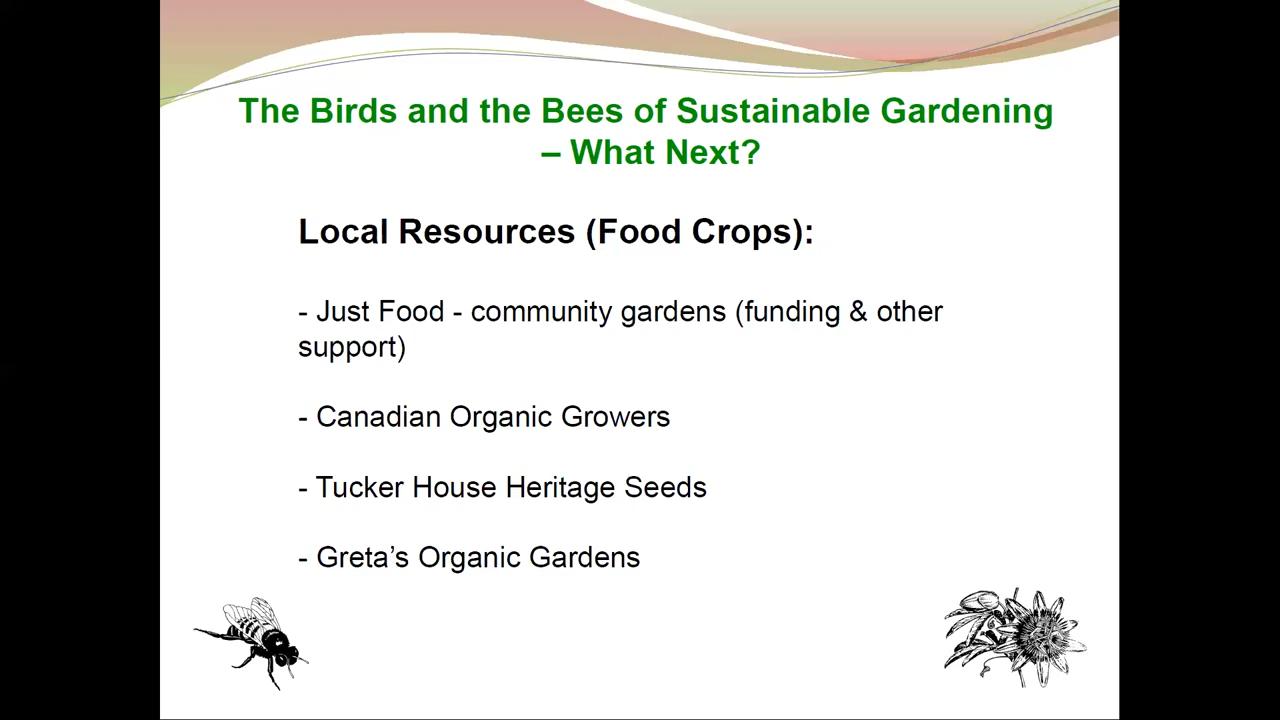 The Birds and the Bees of Sustainable Gardening
– What Next?
Local Resources (Food Crops):
- Just Food - community gardens (funding & other
support)
- Canadian Organic Growers
- Tucker House Heritage Seeds
- Greta’s Organic Gardens